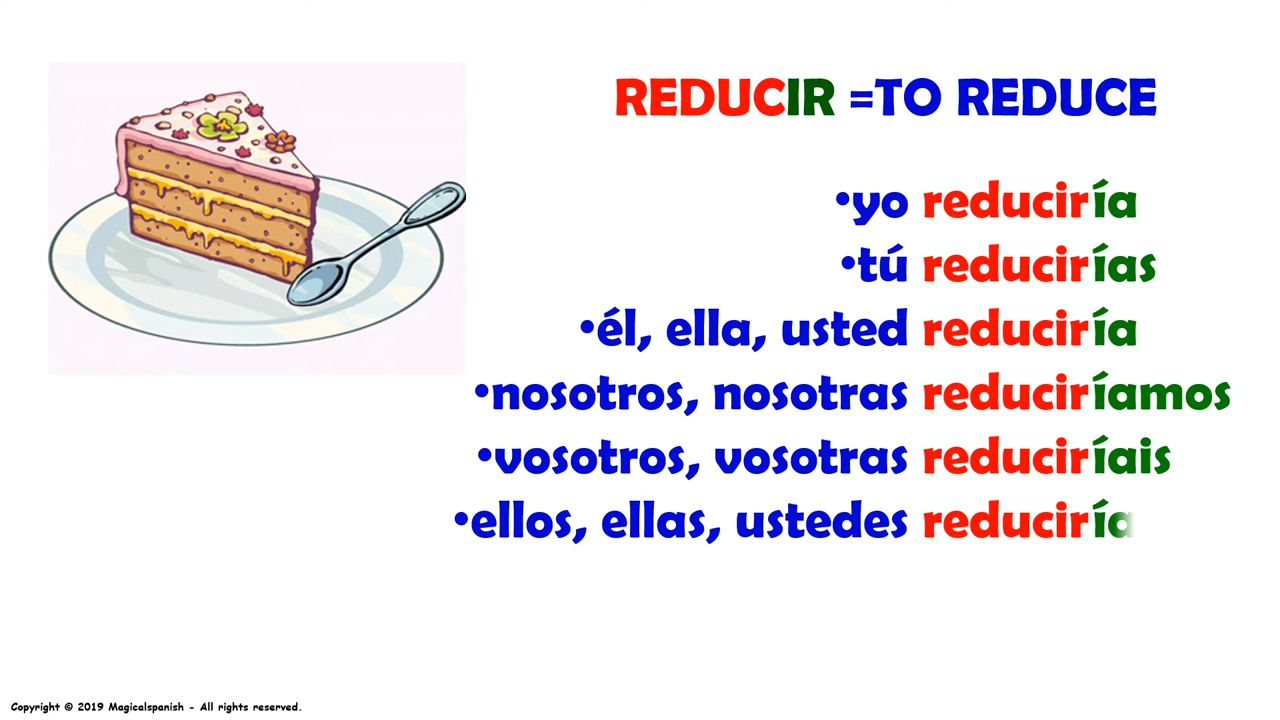 REDUCIR =TO REDUCE
•yo reduciría
•tú reducirías
•él, ella, usted reduciría
•nosotros, nosotras reduciríamos
•vosotros, vosotras reduciríais
•ellos, ellas, ustedes reduciría
Copyright © 2019 Magicalspanish - All rights reserved.